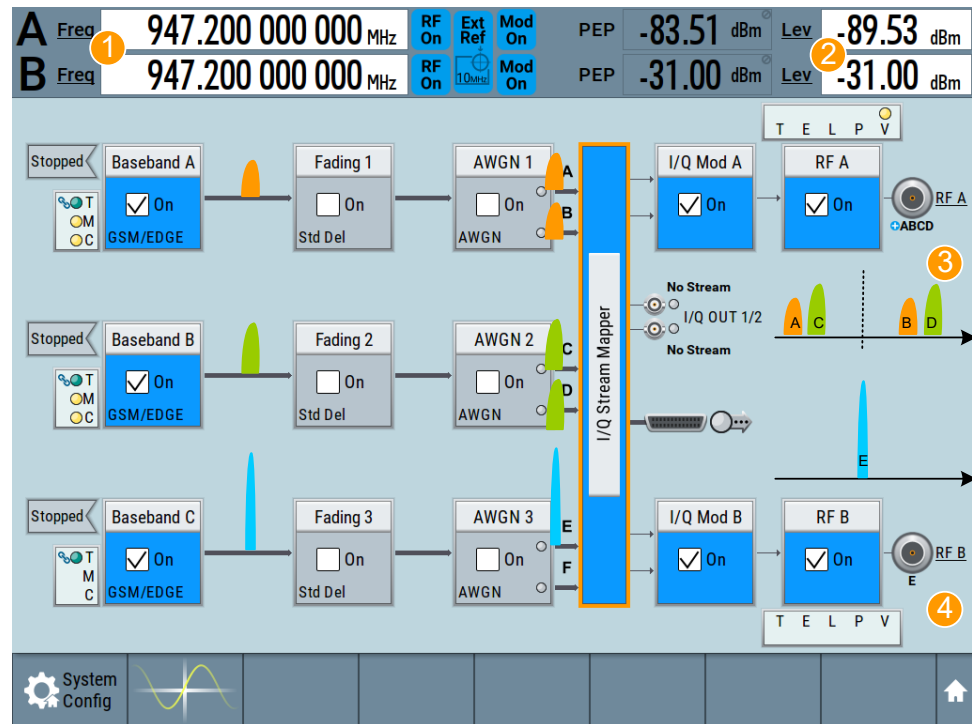 A Freq 947.200 000 000 MHz RF On Ext Ref Mod On PEP -83.51 dBm Lev -89.53 dBm
1
2
B Freq 947.200 000 000 MHz RF On 10MHz Mod On PEP -31.00 dBm Lev -31.00 dBm
T E L P V
Stopped Baseband A Fading 1 AWGN 1 A I/Q Mod A RF A
T On On On B On On RF A
M
C GSM/EDGE Std Del AWGN ABCD
3
No Stream
I/Q OUT 1/2
No Stream
A C B D
Stopped Baseband B Fading 2 AWGN 2 C
T On On On D
M
C GSM/EDGE Std Del AWGN
I/Q Stream Mapper
E
Stopped Baseband C Fading 3 AWGN 3 E I/Q Mod B RF B
T On On On F On On RF B
M
C GSM/EDGE Std Del AWGN E
4
T E L P V
System
Config